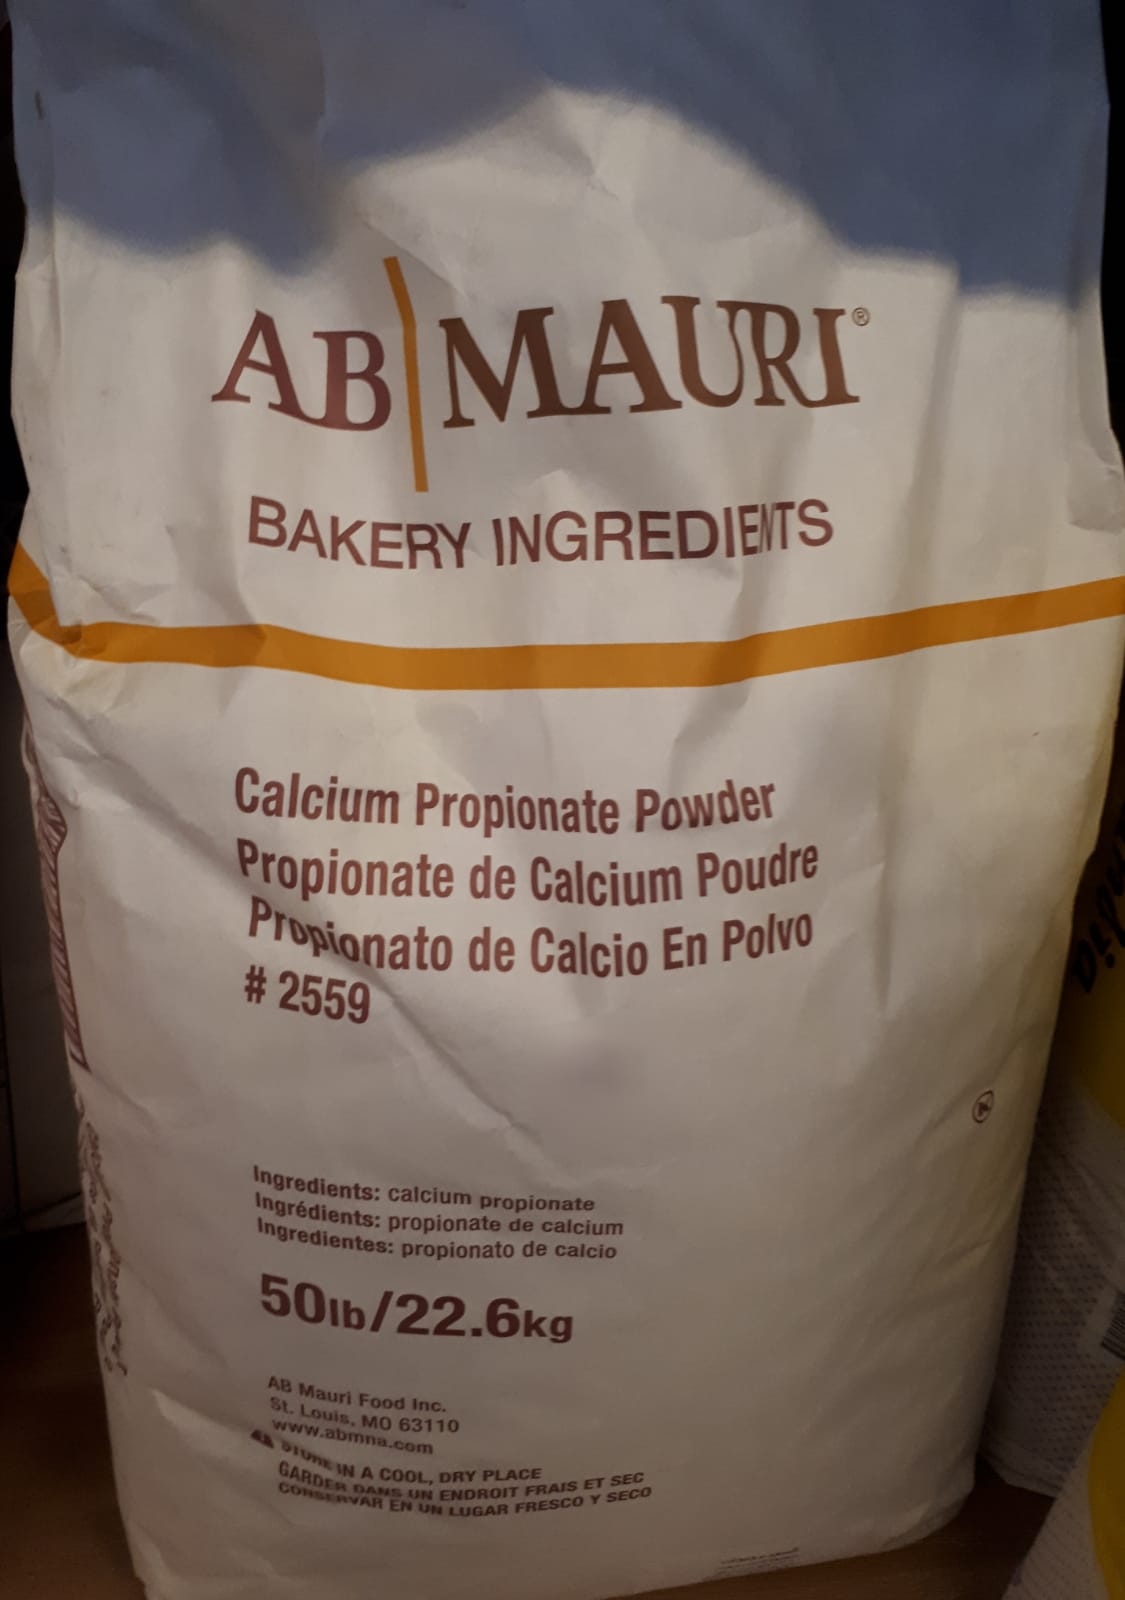 AB|MAURI®
BAKERY INGREDIENTS
Calcium Propionate Powder
Propionate de Calcium Poudre
Propionato de Calcio En Polvo
# 2559
Ingredients: calcium propionate
Ingrédients: propionate de calcium
Ingredientes: propionato de calcio
50lb/22.6kg
AB Mauri Food Inc.
St. Louis, MO 63110
www.abmna.com
STORE IN A COOL, DRY PLACE
GARDER DANS UN ENDROIT FRAIS ET SEC
CONSERVAR EN UN LUGAR FRESCO Y SECO